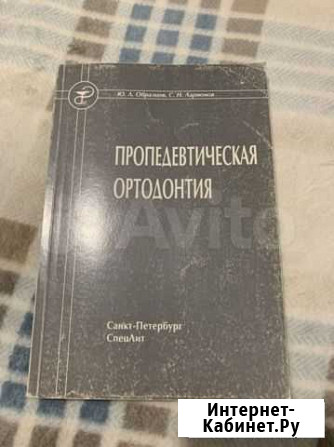 Ю. Л. Образцов, С. Н. Ларионов
ПРОПЕДЕВТИЧЕСКАЯ
ОРТОДОНТИЯ
Avito
Санкт-Петербург
СпецЛит
Интернет-
Кабинет.Ру